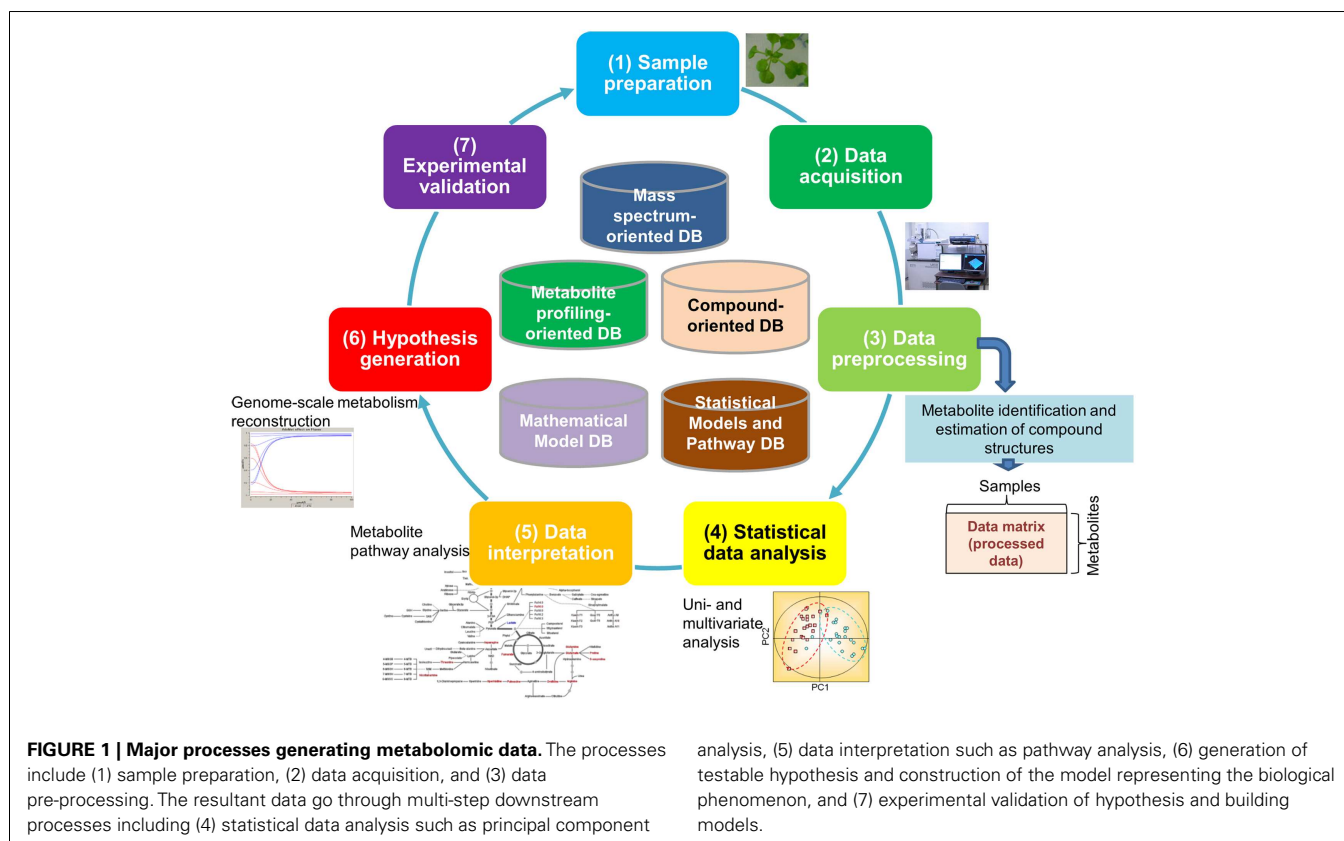 (1) Sample
preparation
(2) Data
acquisition
(3) Data
preprocessing
Metabolite identification and
estimation of compound
structures
Samples
Data matrix
(processed
data)
Metabolites
(4) Statistical
data analysis
Uni- and
multivariate
analysis
PC2
PC1
(5) Data
interpretation
Metabolite
pathway analysis
(6) Hypothesis
generation
Genome-scale metabolism
reconstruction
(7)
Experimental
validation
Mass
spectrum-
oriented DB
Metabolite
profiling-
oriented DB
Compound-
oriented DB
Mathematical
Model DB
Statistical
Models and
Pathway DB
FIGURE 1 | Major processes generating metabolomic data. The processes
include (1) sample preparation, (2) data acquisition, and (3) data
pre-processing. The resultant data go through multi-step downstream
processes including (4) statistical data analysis such as principal component
analysis, (5) data interpretation such as pathway analysis, (6) generation of
testable hypothesis and construction of the model representing the biological
phenomenon, and (7) experimental validation of hypothesis and building
models.